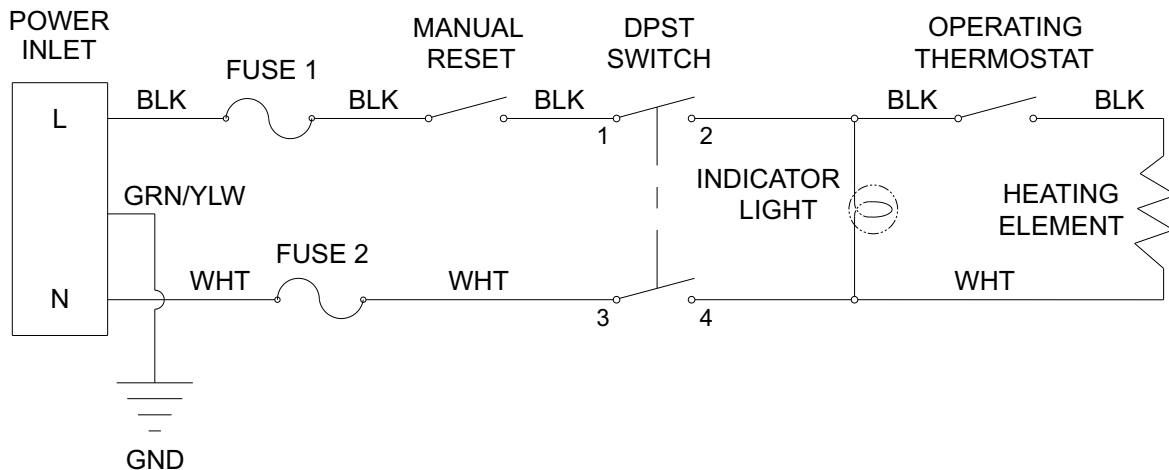 POWER
INLET
MANUAL
RESET
DPST
SWITCH
OPERATING
THERMOSTAT
FUSE 1
L
BLK
BLK
BLK
1
2
BLK
BLK
GRN/YLW
INDICATOR
LIGHT
HEATING
ELEMENT
N
WHT
FUSE 2
WHT
3
4
WHT
GND